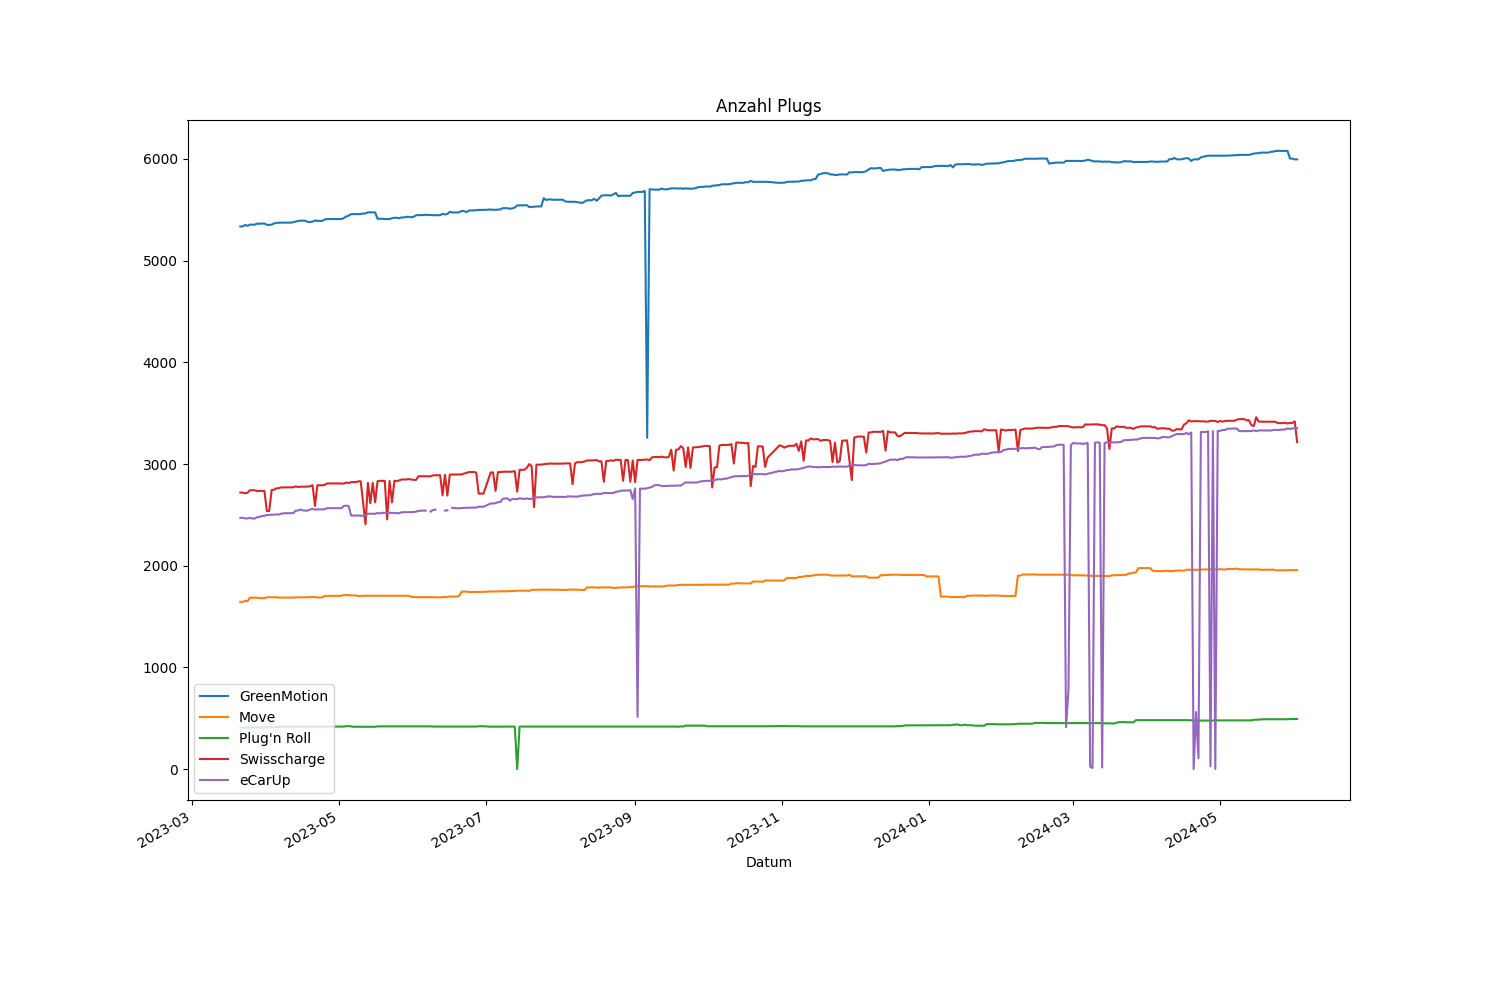 Anzahl Plugs
6000
5000
4000
3000
2000
1000
0
GreenMotion
Move
Plug'n Roll
Swisscharge
eCarUp
2023-03
2023-05
2023-07
2023-09
2023-11
2024-01
2024-03
2024-05
Datum